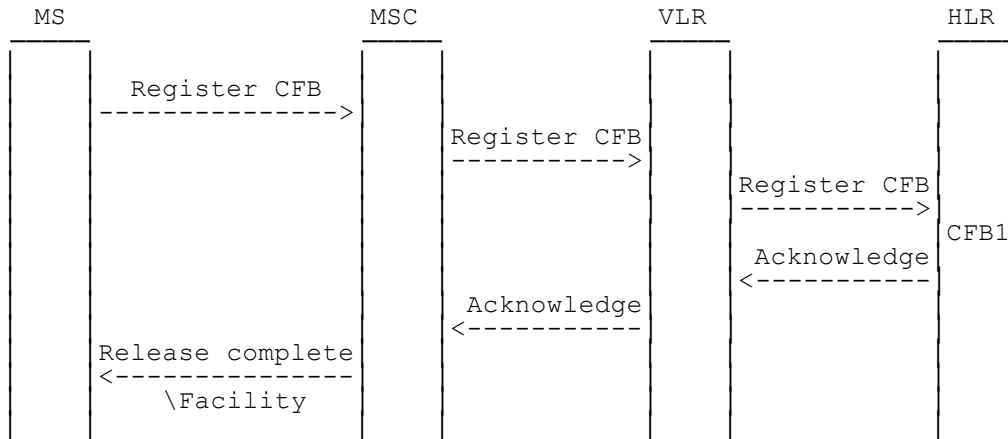 MS MSC VLR HLR
Register CFB
--------------->
Register CFB
----------->
Register CFB
----------->
CFB1
Acknowledge
<-----------
Acknowledge
<-----------
Release complete
<---------------
\Facility